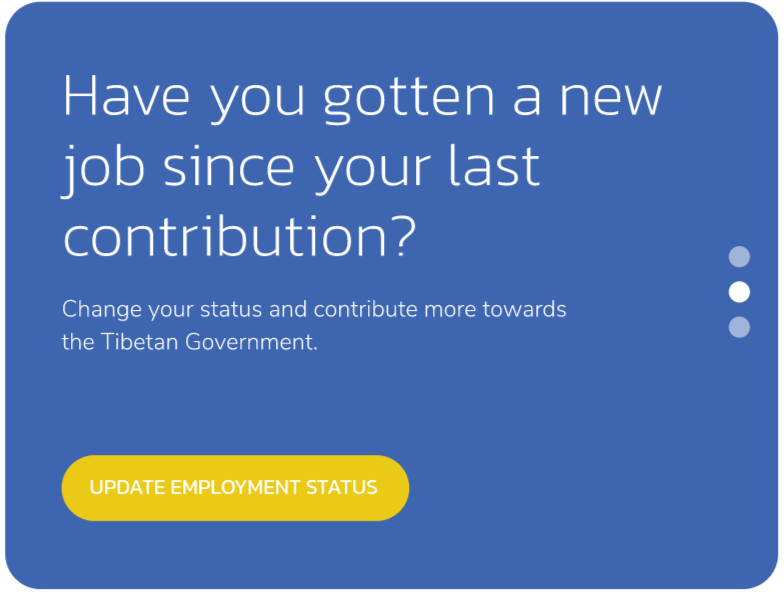 Have you gotten a new
job since your last
contribution?
Change your status and contribute more towards
the Tibetan Government.
UPDATE EMPLOYMENT STATUS